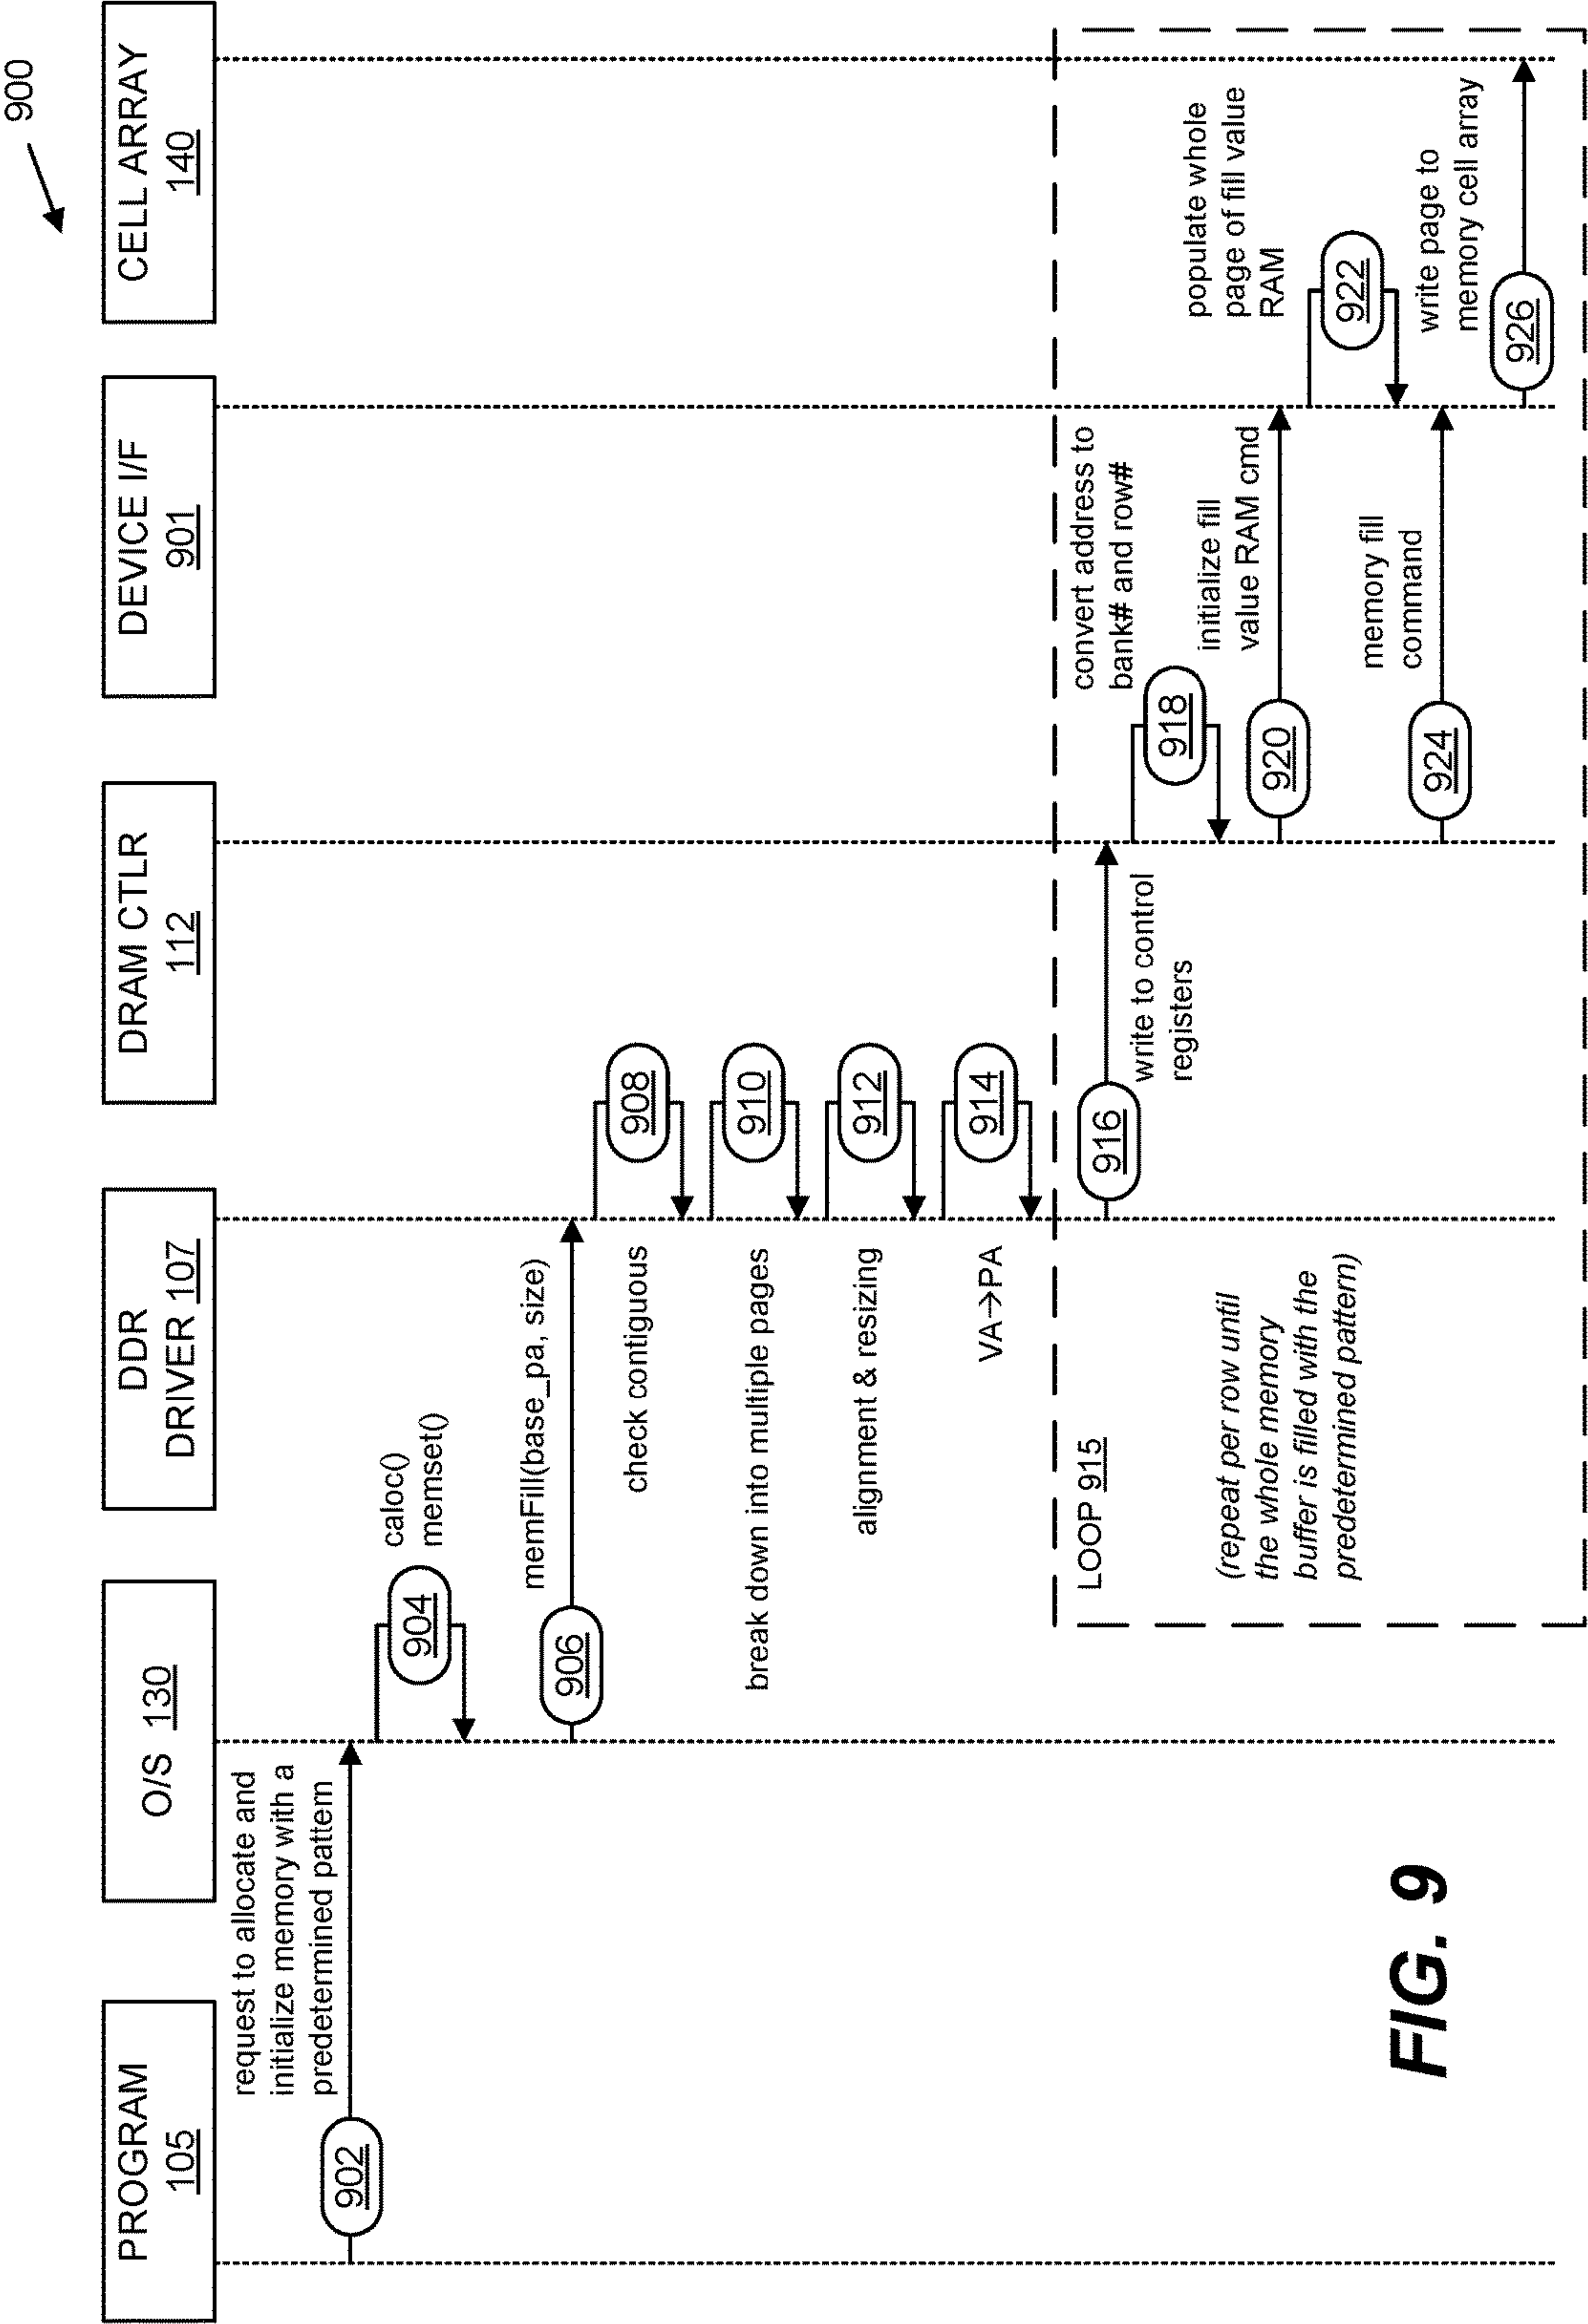 900
PROGRAM
105
O/S 130
DDR
DRIVER 107
DRAM CTLR
112
DEVICE I/F
901
CELL ARRAY
140
request to allocate and
initialize memory with a
predetermined pattern
902
caloc()
memset()
904
memFill(base_pa, size)
906
908
check contiguous
910
break down into multiple pages
912
alignment & resizing
914
VA→PA
LOOP 915
(repeat per row until
the whole memory
buffer is filled with the
predetermined pattern)
916
write to control
registers
convert address to
bank# and row#
918
initialize fill
value RAM cmd
920
populate whole
page of fill value
RAM
922
memory fill
command
924
write page to
memory cell array
926
FIG. 9